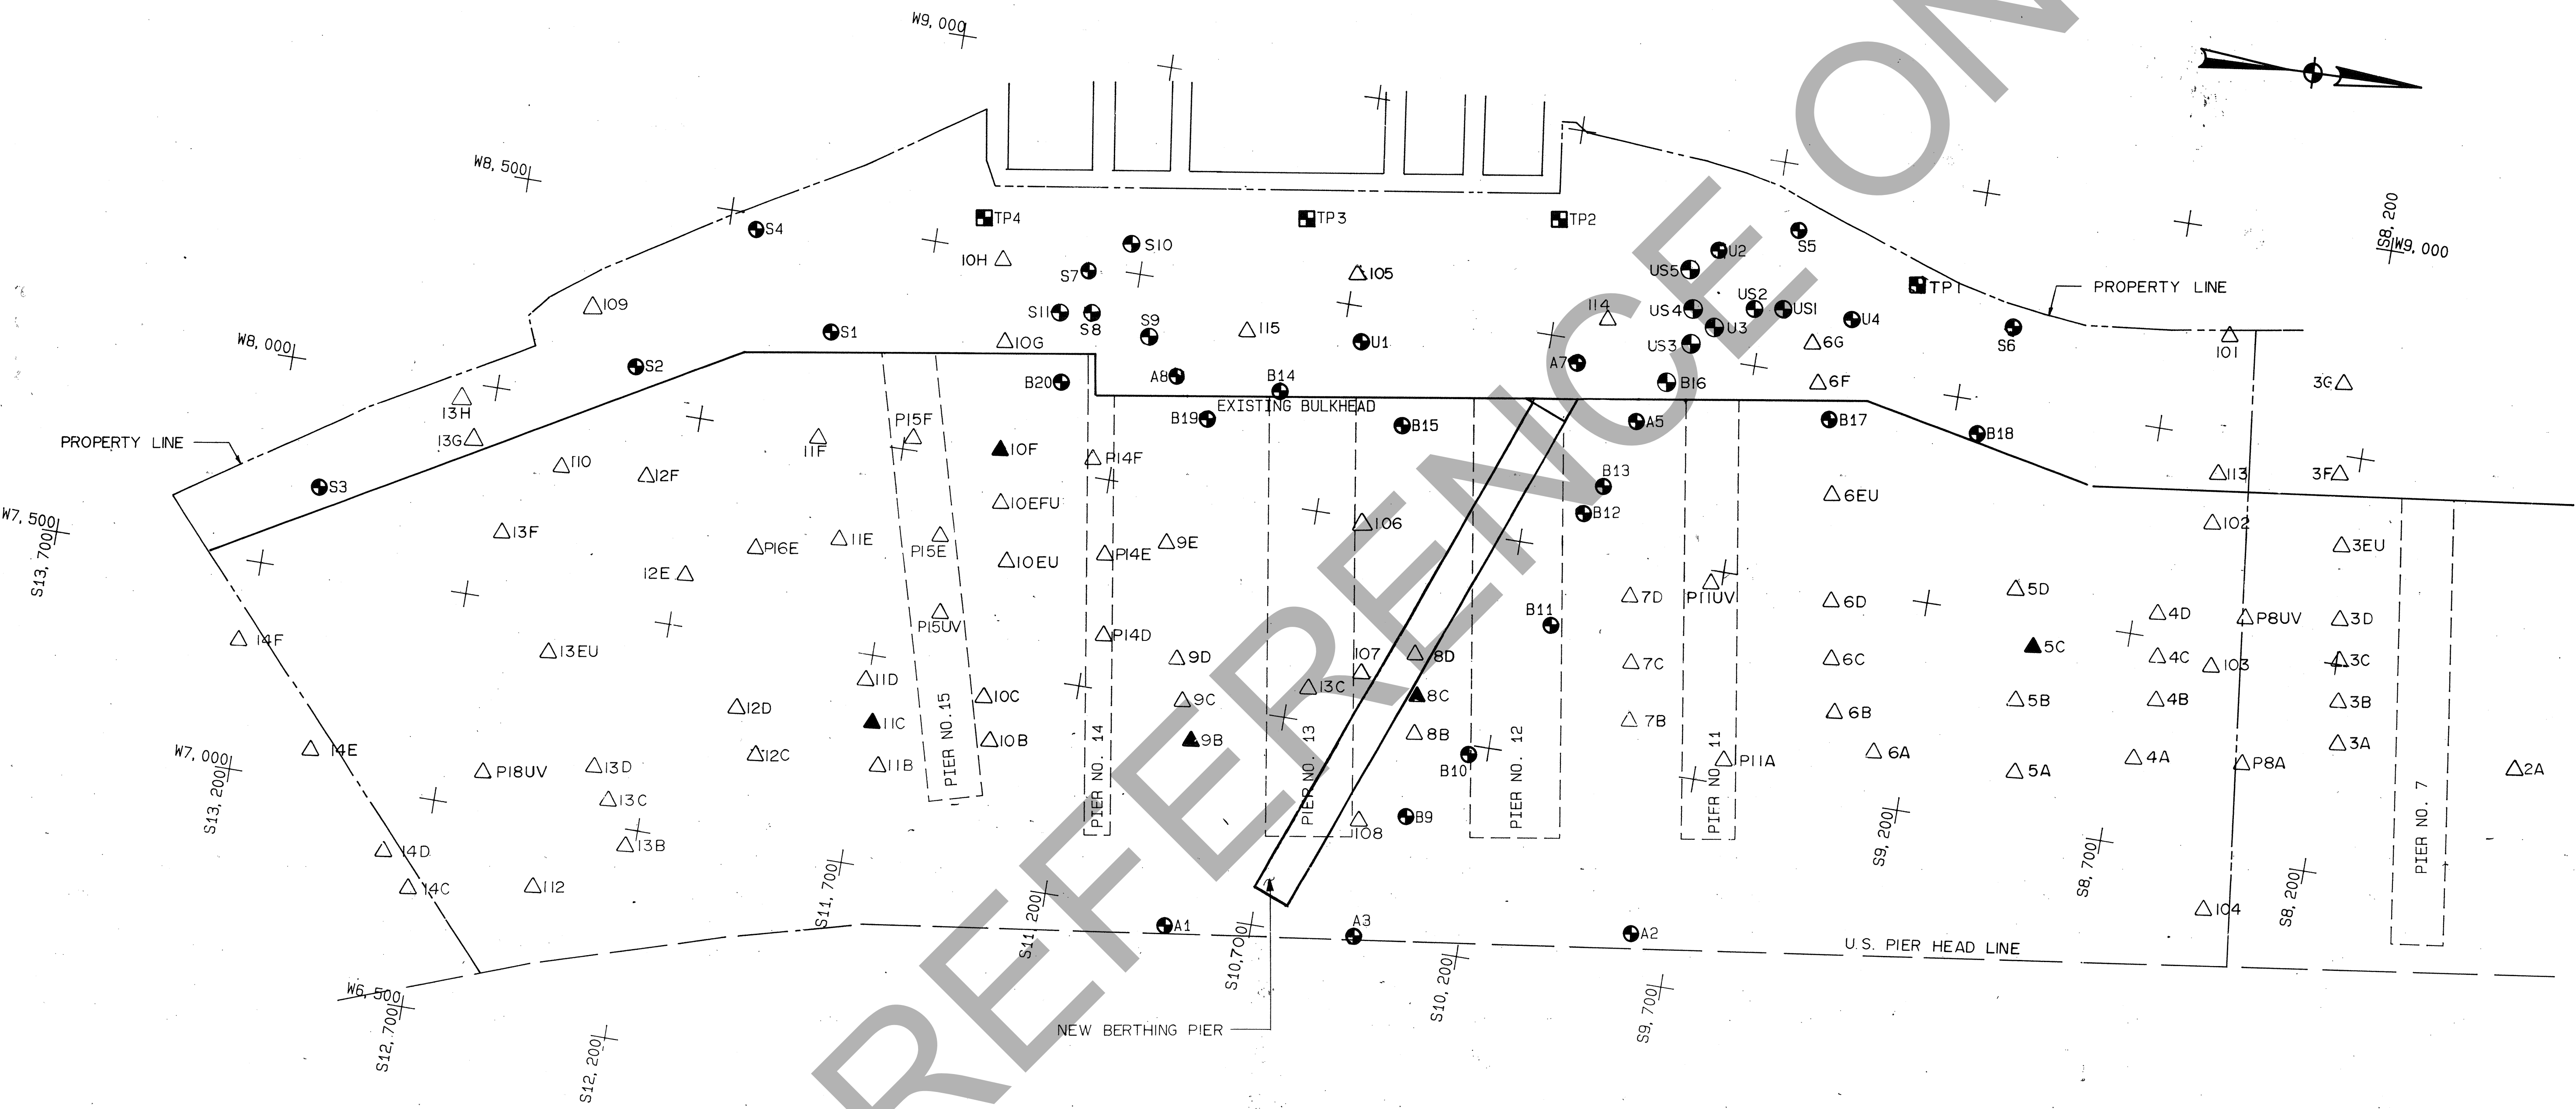 W9,000
W8,500
S8,200
W9,000
TP4
TP3
TP2
S4
S10
S5
U2
10H
S7
105
US5
TP1
PROPERTY LINE
109
S11
S8
S9
115
114
US4
US2
US1
U3
U4
S6
S1
10G
U1
US3
6G
101
W8,000
S2
B20
A8
B14
A7
B16
6F
3G
13H
EXISTING BULKHEAD
PROPERTY LINE
13G
P15F
B19
B15
A5
B17
B18
11F
10F
P14F
110
12F
B13
113
3F
S3
10EFU
6EU
W7,500
S13,700
13F
P16E
11E
P15E
P14E
9E
106
B12
102
3EU
12E
10EU
P15UV
7D
P11UV
6D
5D
14F
P14D
B11
4D
P8UV
3D
13EU
9D
107
8D
7C
6C
5C
4C
103
3C
11D
10C
9C
13C
8C
5B
4B
3B
12D
11C
7B
6B
14E
12C
10B
9B
8B
B10
6A
4A
3A
W7,000
S13,200
P18UV
13D
11B
P11A
5A
P8A
2A
13C
PIER NO.15
PIER NO. 14
PIER NO. 13
PIER NO. 12
PIER NO. 11
PIER NO. 7
108
B9
14D
13B
14C
112
S11,700
S11,200
S10,700
S10,200
S9,700
S9,200
S8,700
S8,200
104
A1
A3
A2
U.S. PIER HEAD LINE
W6,500
S12,700
S12,200
NEW BERTHING PIER
REFERENCE ON